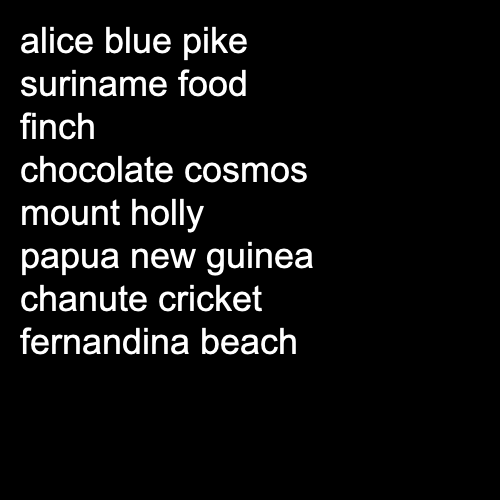 alice blue pike
suriname food
finch
chocolate cosmos
mount holly
papua new guinea
chanute cricket
fernandina beach